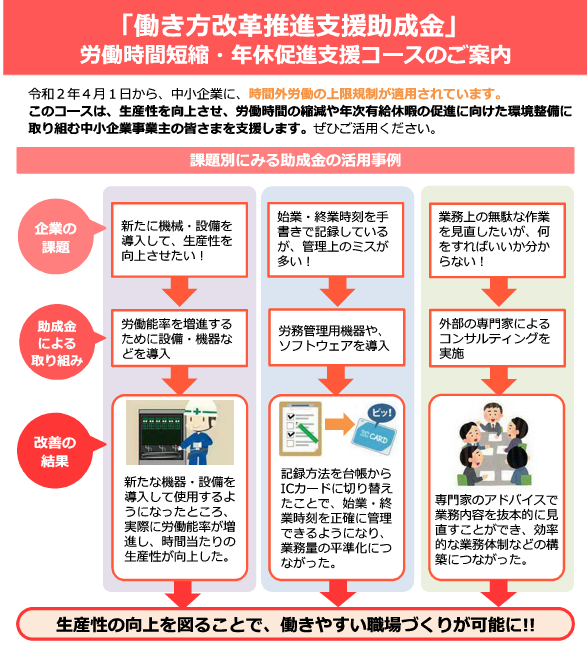 「働き方改革推進支援助成金」
労働時間短縮・年休促進支援コースのご案内
令和２年４月１日から、中小企業に、時間外労働の上限規制が適用されています。
このコースは、生産性を向上させ、労働時間の縮減や年次有給休暇の促進に向けた環境整備に
取り組む中小企業事業主の皆さまを支援します。ぜひご活用ください。
課題別にみる助成金の活用事例
企業の
課題
新たに機械・設備を
導入して、生産性を
向上させたい！
始業・終業時刻を手
書きで記録している
が、管理上のミスが
多い！
業務上の無駄な作業
を見直したいが、何
をすればいいか分か
らない！
助成金
による
取り組み
労働能率を増進する
ために設備・機器な
どを導入
労務管理用機器や、
ソフトウェアを導入
外部の専門家による
コンサルティングを
実施
改善の
結果
新たな機器・設備を
導入して使用するよ
うになったところ、
実際に労働能率が増
進し、時間当たりの
生産性が向上した。
ピッ!
CARD
記録方法を台帳から
ICカードに切り替え
たことで、始業・終
業時刻を正確に管理
できるようになり、
業務量の平準化につ
ながった。
専門家のアドバイスで
業務内容を抜本的に見
直すことができ、効率
的な業務体制などの構
築につながった。
生産性の向上を図ることで、働きやすい職場づくりが可能に!!